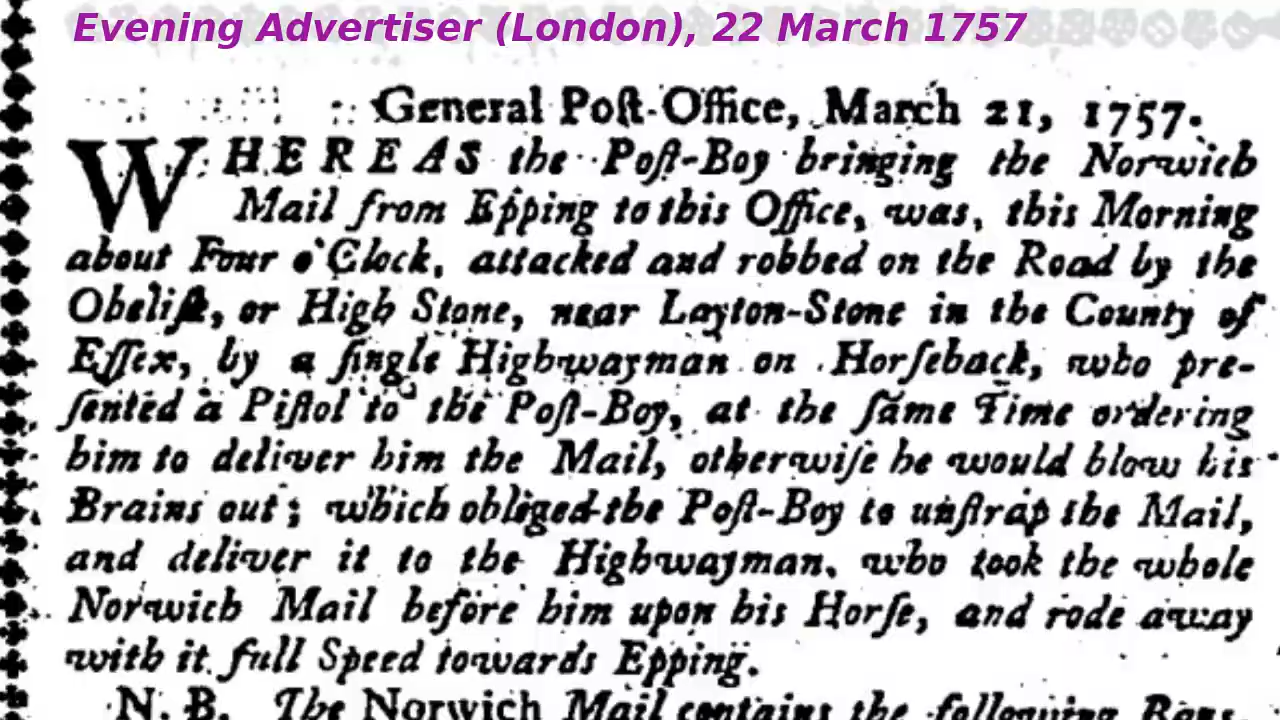 Evening Advertiser (London), 22 March 1757
General Poſt-Office, March 21, 1757.
WHEREAS the Poſt-Boy bringing the Norwich
Mail from Epping to this Office, was, this Morning
about Four o'Clock, attacked and robbed on the Road by the
Obeliſk, or High Stone, near Layton-Stone in the County of
Eſſex, by a ſingle Highwayman on Horſeback, who pre-
ſented a Piſtol to the Poſt-Boy, at the ſame Time ordering
him to deliver him the Mail, otherwiſe he would blow his
Brains out; which obliged the Poſt-Boy to unſtrap the Mail,
and deliver it to the Highwayman, who took the whole
Norwich Mail before him upon his Horſe, and rode away
with it full Speed towards Epping.
N. B. The Norwich Mail contains the following Bags,